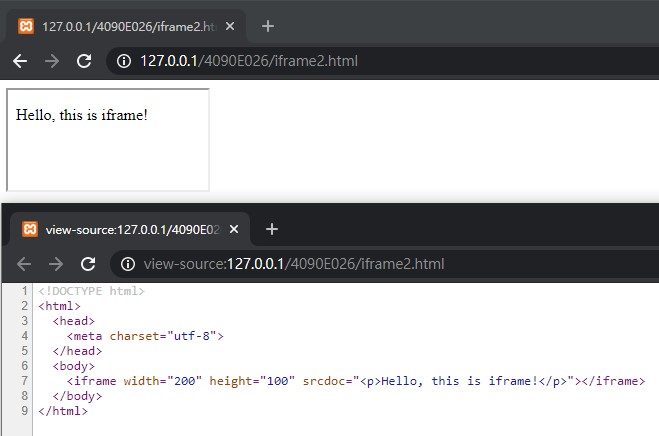 127.0.0.1/4090E026/iframe2.ht
127.0.0.1/4090E026/iframe2.html
Hello, this is iframe!
view-source:127.0.0.1/4090E02
view-source:127.0.0.1/4090E026/iframe2.html
1 <!DOCTYPE html>
2 <html>
3 <head>
4 <meta charset="utf-8">
5 </head>
6 <body>
7 <iframe width="200" height="100" srcdoc="<p>Hello, this is iframe!</p>"></iframe>
8 </body>
9 </html>